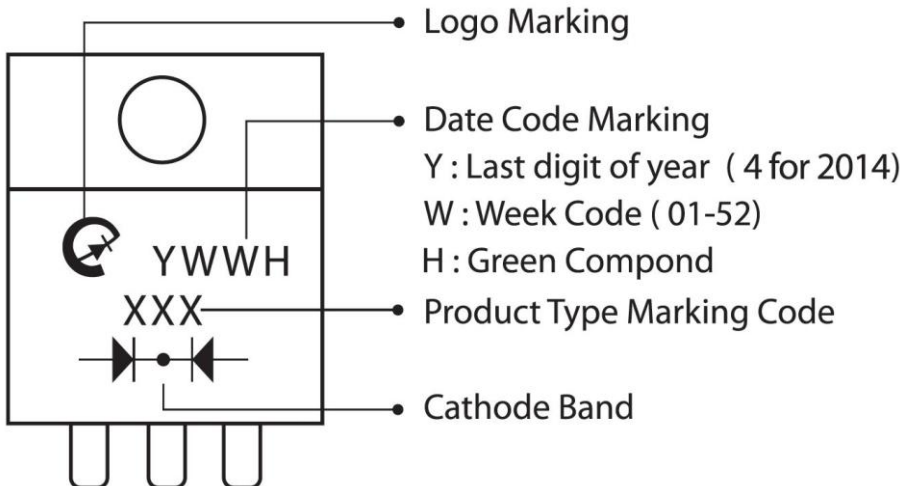 Logo Marking
Date Code Marking
Y : Last digit of year ( 4 for 2014)
W : Week Code ( 01-52)
H : Green Compond
Product Type Marking Code
Cathode Band
YWWH
XXX